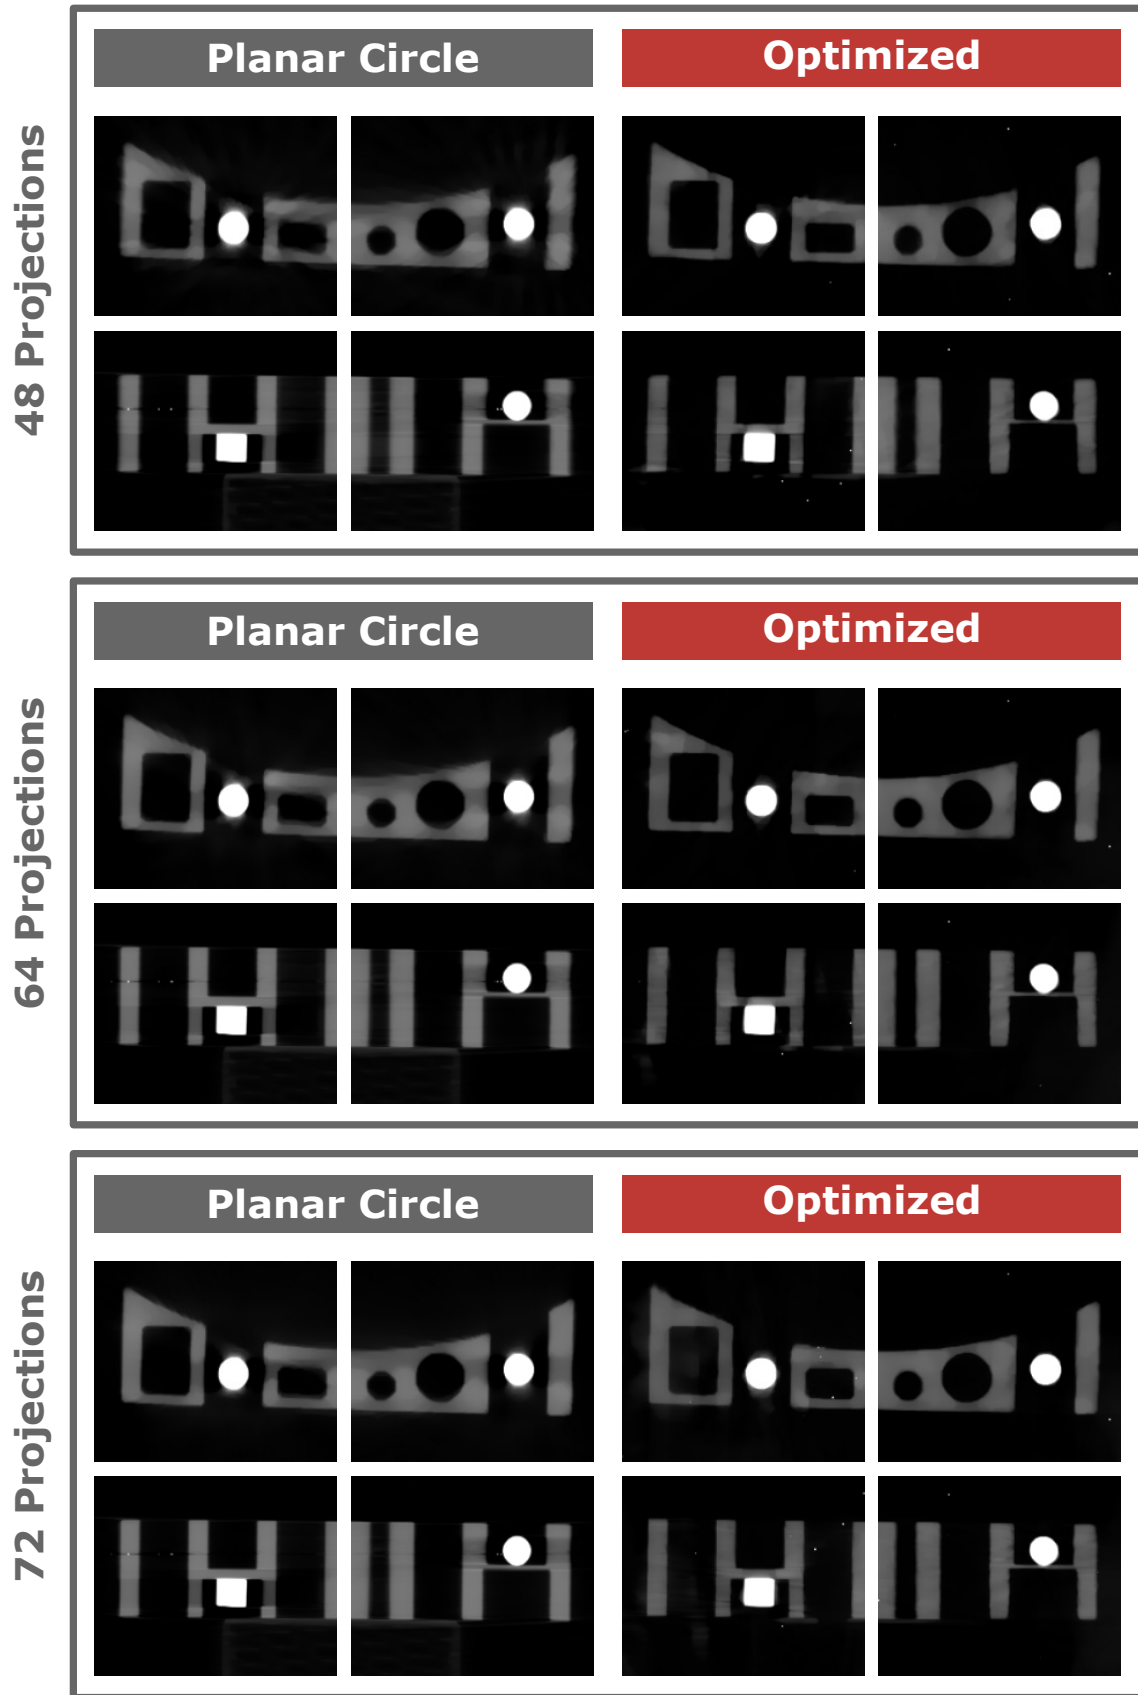 48 Projections
Planar Circle
Optimized
64 Projections
Planar Circle
Optimized
72 Projections
Planar Circle
Optimized